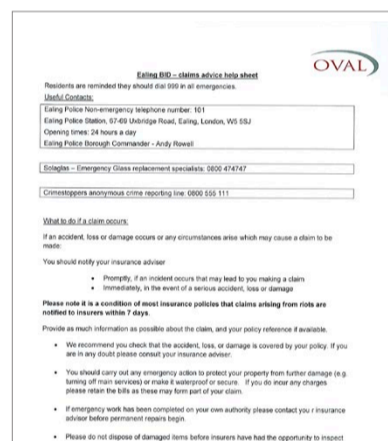 OVAL
Ealing BID – claims advice help sheet
Residents are reminded they should dial 999 in all emergencies.
Useful Contacts:
Ealing Police Non-emergency telephone number: 101
Ealing Police Station, 67-69 Uxbridge Road, Ealing, London, W5 5SJ
Opening times: 24 hours a day
Ealing Police Borough Commander - Andy Rowell
Solaglas – Emergency Glass replacement specialists: 0800 474747
Crimestoppers anonymous crime reporting line: 0800 555 111
What to do if a claim occurs:
If an accident, loss or damage occurs or any circumstances arise which may cause a claim to be
made:
You should notify your insurance adviser
• Promptly, if an incident occurs that may lead to you making a claim
• Immediately, in the event of a serious accident, loss or damage
Please note it is a condition of most insurance policies that claims arising from riots are
notified to insurers within 7 days.
Provide as much information as possible about the claim, and your policy reference if available.
• We recommend you check that the accident, loss, or damage is covered by your policy. If you
are in any doubt please consult your insurance adviser.
• You should carry out any emergency action to protect your property from further damage (e.g.
turning off main services) or make it waterproof or secure. If you do incur any charges
please retain the bills as these may form part of your claim.
• If emergency work has been completed on your own authority please contact you r insurance
advisor before permanent repairs begin.
• Please do not dispose of damaged items before insurers have had the opportunity to inspect